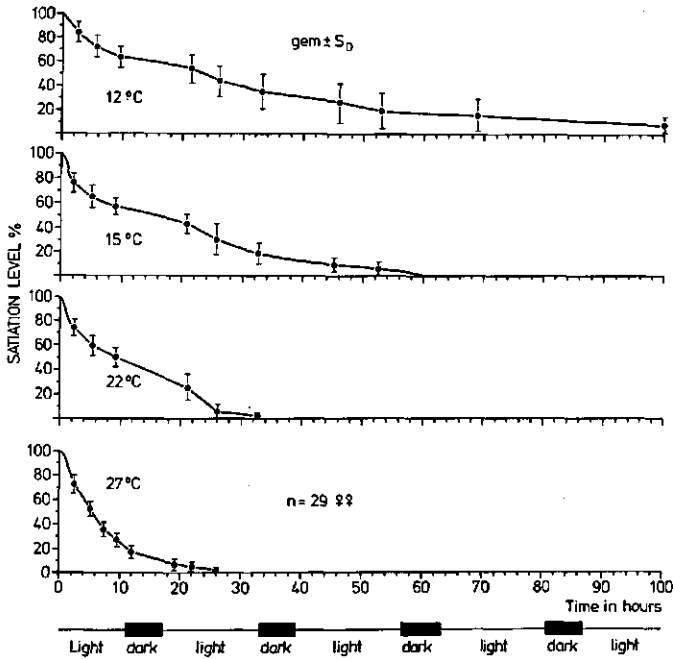 100
80
60
40
20
gem ± SD
12 °C
100
80
60
40
20
15 °C
SATIATION LEVEL %
100
80
60
40
20
22 °C
100
80
60
40
20
0
27 °C
n = 29 ♀♀
0 10 20 30 40 50 60 70 80 90 100
Time in hours
Light dark light dark light dark light dark light